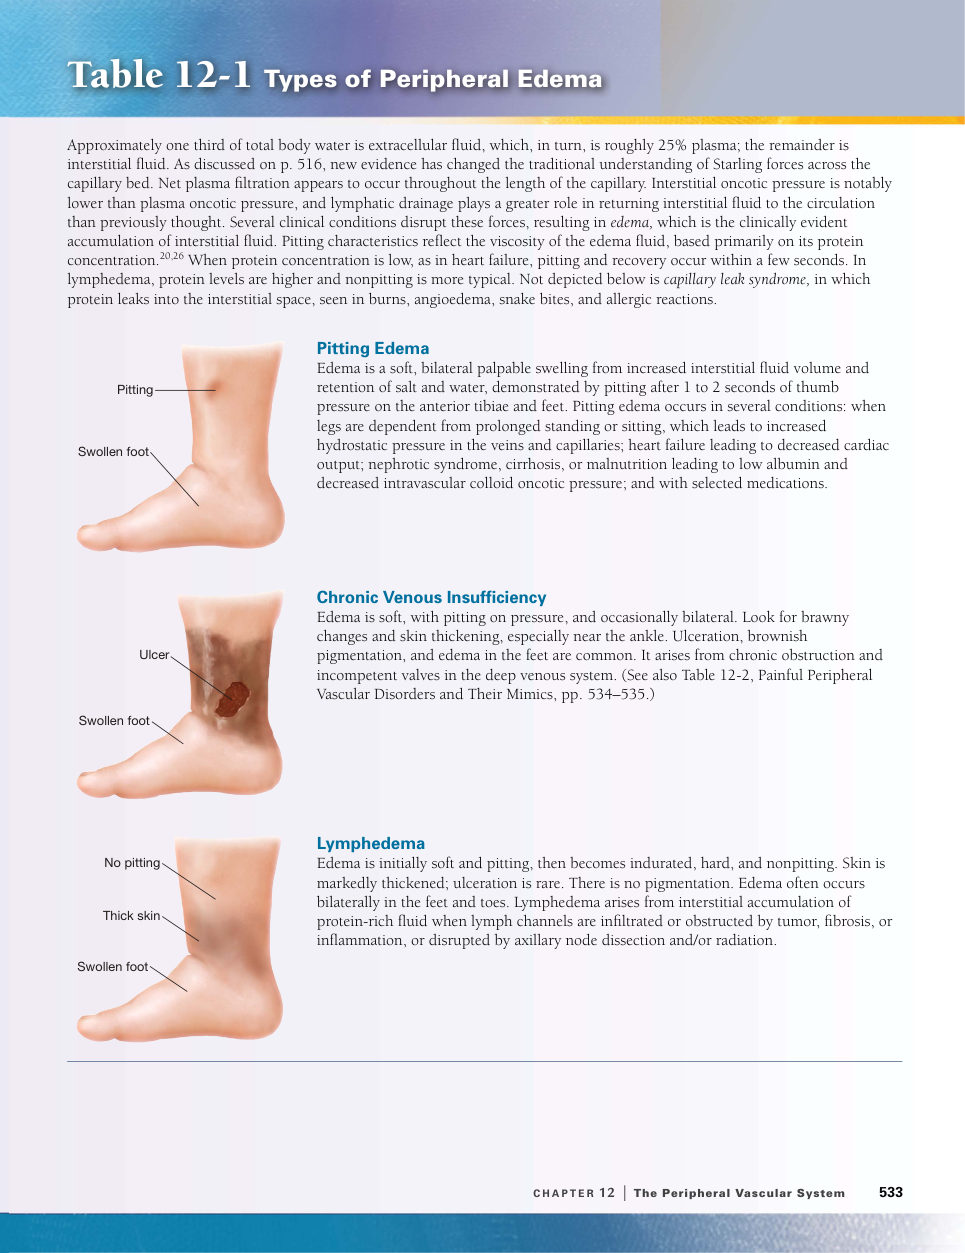 Table 12-1 Types of Peripheral Edema
Approximately one third of total body water is extracellular fluid, which, in turn, is roughly 25% plasma; the remainder is
interstitial fluid. As discussed on p. 516, new evidence has changed the traditional understanding of Starling forces across the
capillary bed. Net plasma filtration appears to occur throughout the length of the capillary. Interstitial oncotic pressure is notably
lower than plasma oncotic pressure, and lymphatic drainage plays a greater role in returning interstitial fluid to the circulation
than previously thought. Several clinical conditions disrupt these forces, resulting in edema, which is the clinically evident
accumulation of interstitial fluid. Pitting characteristics reflect the viscosity of the edema fluid, based primarily on its protein
concentration.20,26 When protein concentration is low, as in heart failure, pitting and recovery occur within a few seconds. In
lymphedema, protein levels are higher and nonpitting is more typical. Not depicted below is capillary leak syndrome, in which
protein leaks into the interstitial space, seen in burns, angioedema, snake bites, and allergic reactions.
Pitting
Swollen foot
Pitting Edema
Edema is a soft, bilateral palpable swelling from increased interstitial fluid volume and
retention of salt and water, demonstrated by pitting after 1 to 2 seconds of thumb
pressure on the anterior tibiae and feet. Pitting edema occurs in several conditions: when
legs are dependent from prolonged standing or sitting, which leads to increased
hydrostatic pressure in the veins and capillaries; heart failure leading to decreased cardiac
output; nephrotic syndrome, cirrhosis, or malnutrition leading to low albumin and
decreased intravascular colloid oncotic pressure; and with selected medications.
Ulcer
Swollen foot
Chronic Venous Insufficiency
Edema is soft, with pitting on pressure, and occasionally bilateral. Look for brawny
changes and skin thickening, especially near the ankle. Ulceration, brownish
pigmentation, and edema in the feet are common. It arises from chronic obstruction and
incompetent valves in the deep venous system. (See also Table 12-2, Painful Peripheral
Vascular Disorders and Their Mimics, pp. 534–535.)
No pitting
Thick skin
Swollen foot
Lymphedema
Edema is initially soft and pitting, then becomes indurated, hard, and nonpitting. Skin is
markedly thickened; ulceration is rare. There is no pigmentation. Edema often occurs
bilaterally in the feet and toes. Lymphedema arises from interstitial accumulation of
protein-rich fluid when lymph channels are infiltrated or obstructed by tumor, fibrosis, or
inflammation, or disrupted by axillary node dissection and/or radiation.
CHAPTER 12 | The Peripheral Vascular System 533